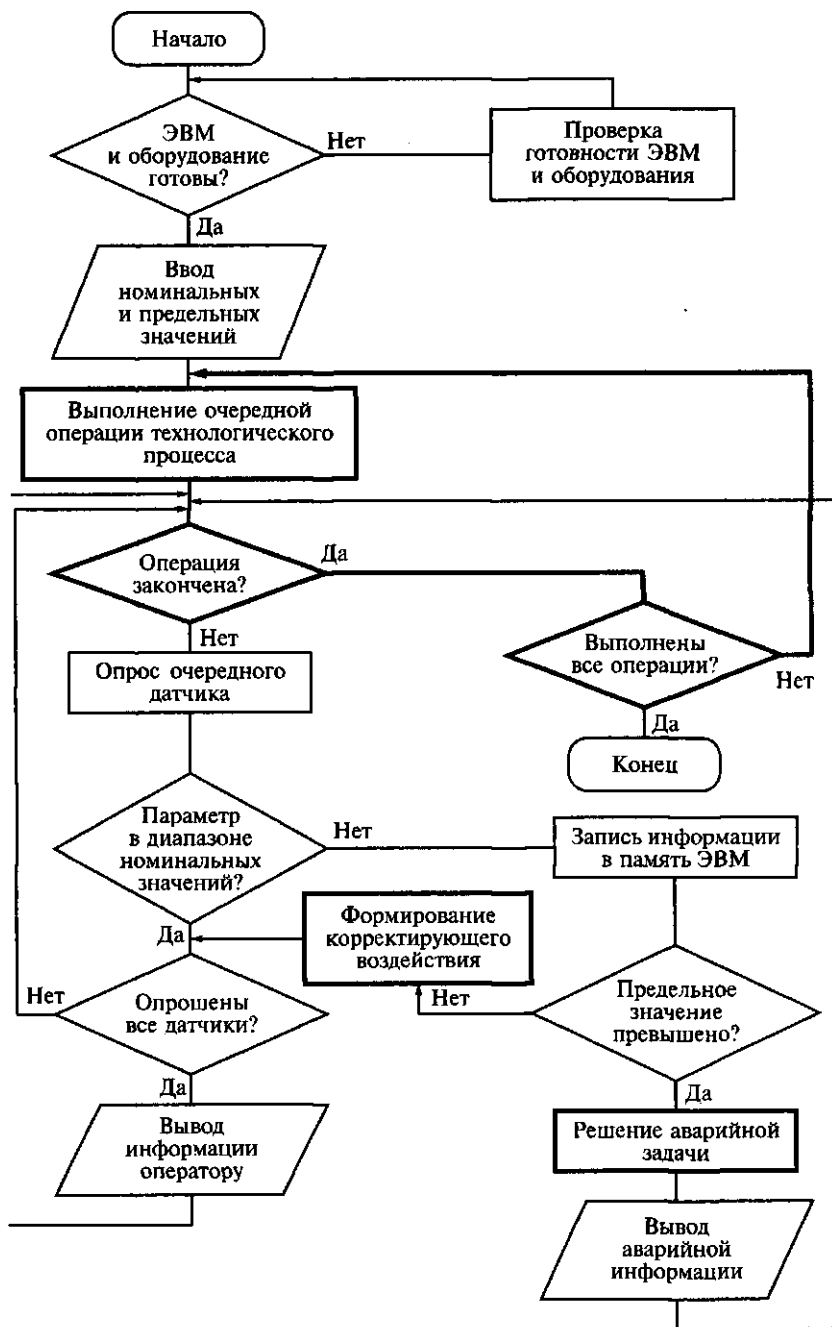 Начало
ЭВМ
и оборудование
готовы?
Нет
Проверка
готовности ЭВМ
и оборудования
Да
Ввод
номинальных
и предельных
значений
Выполнение очередной
операции технологического
процесса
Операция
закончена?
Да
Нет
Выполнены
все операции?
Нет
Да
Конец
Опрос очередного
датчика
Параметр
в диапазоне
номинальных
значений?
Нет
Запись информации
в память ЭВМ
Да
Формирование
корректирующего
воздействия
Нет
Опрошены
все датчики?
Нет
Предельное
значение
превышено?
Да
Да
Вывод
информации
оператору
Решение аварийной
задачи
Вывод
аварийной
информации